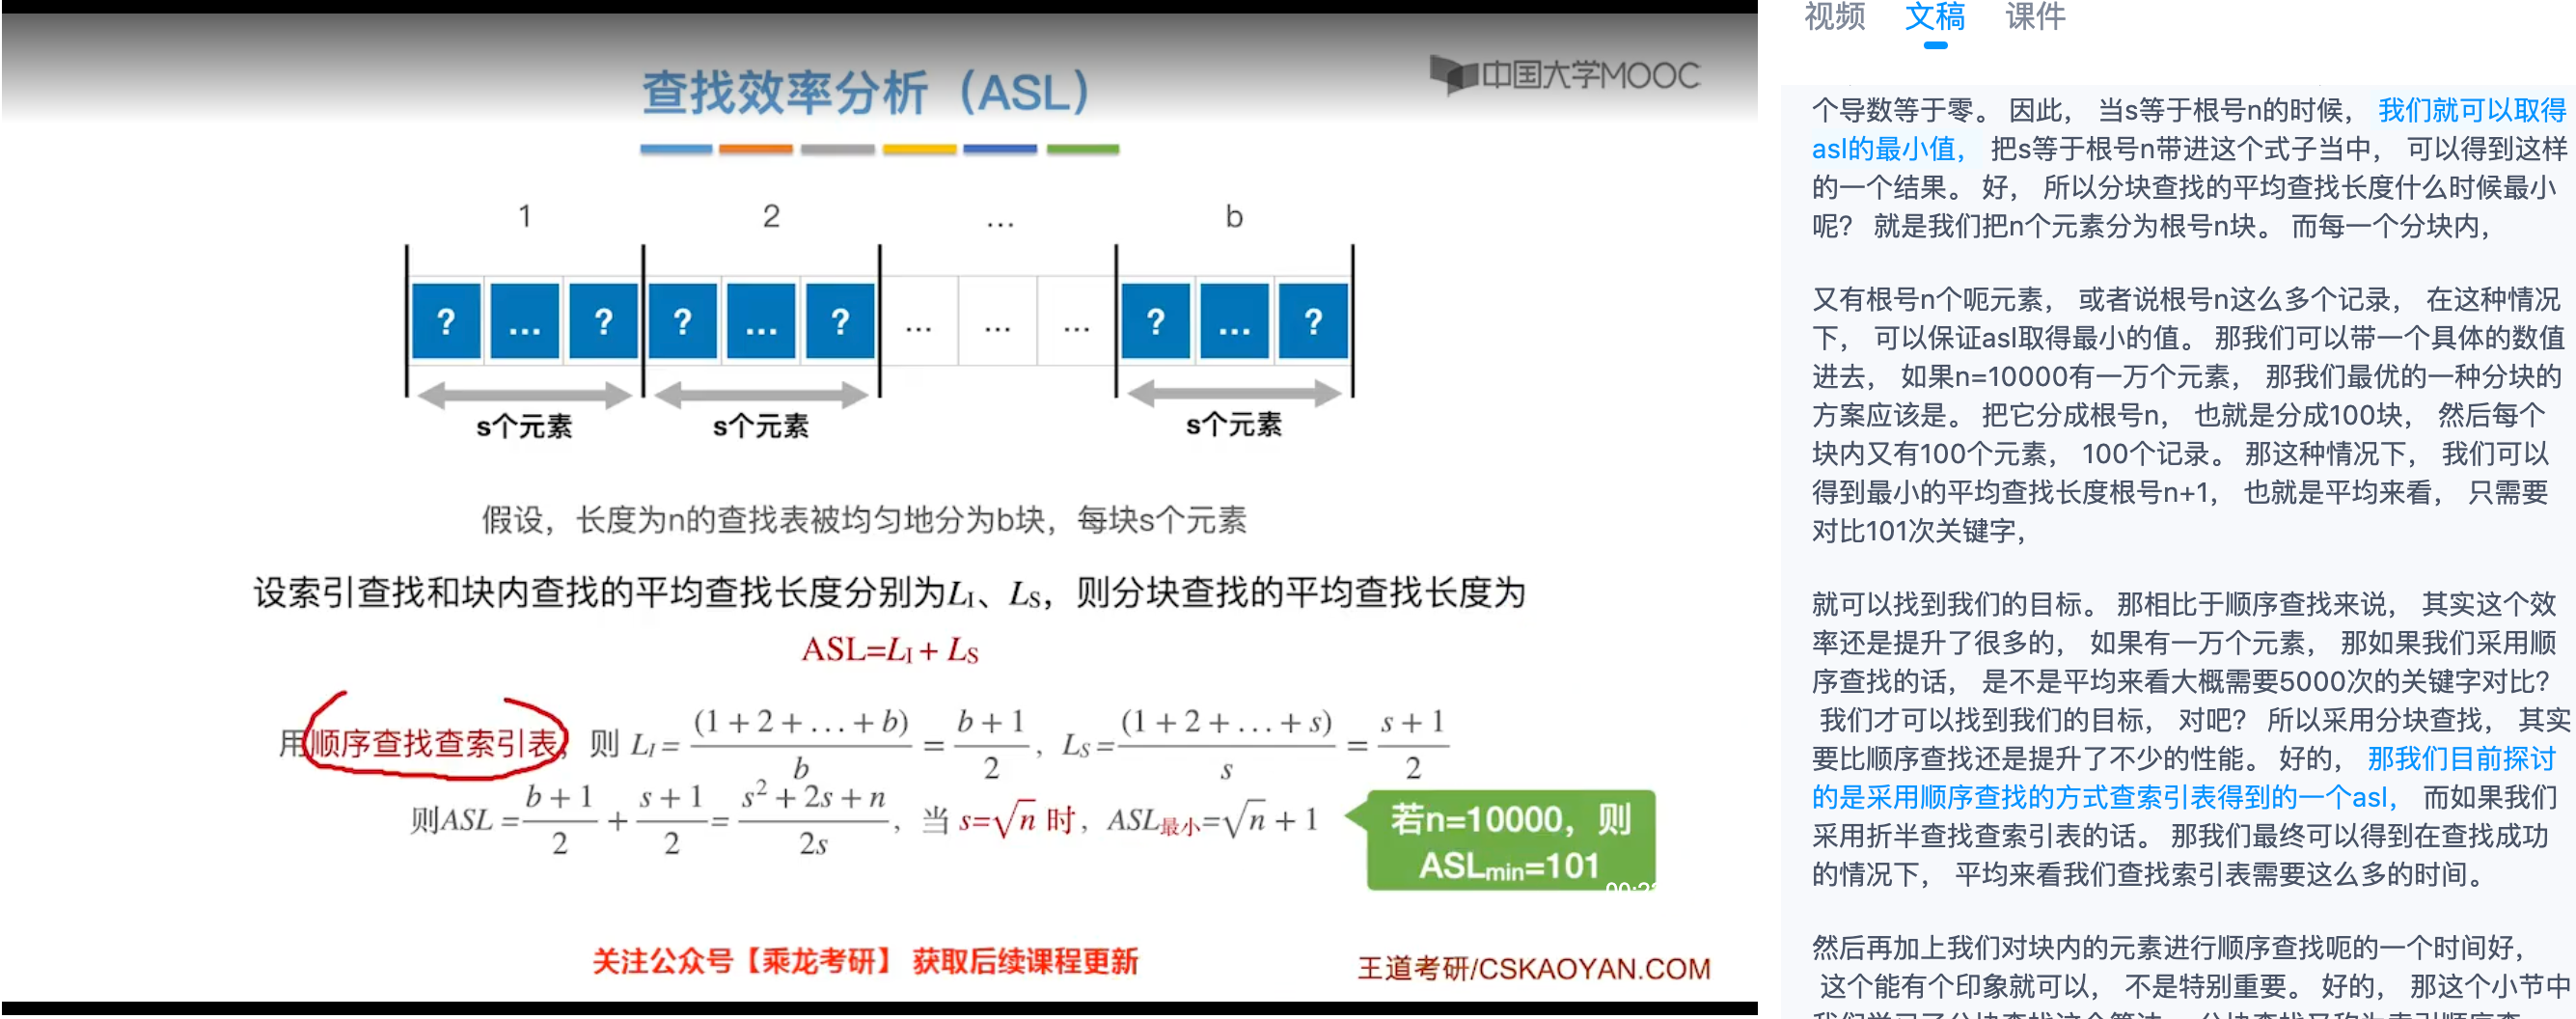 查找效率分析（ASL）
中国大学MOOC
1 2 ... b
? ... ? ? ... ? ... ... ... ? ... ?
s个元素 s个元素 s个元素
假设，长度为n的查找表被均匀地分为b块，每块s个元素
设索引查找和块内查找的平均查找长度分别为LI、LS，则分块查找的平均查找长度为
ASL=LI + LS
用顺序查找查索引表，则 LI = (1 + 2 + … + b)/b = (b + 1)/2，LS = (1 + 2 + … + s)/s = (s + 1)/2
则ASL = (b + 1)/2 + (s + 1)/2 = (s² + 2s + n)/2s，当 s=√n 时，ASL最小=√n + 1
若n=10000，则
ASLmin=101
关注公众号【乘龙考研】 获取后续课程更新
王道考研/CSKAOYAN.COM
视频 文稿 课件
个导数等于零。 因此， 当s等于根号n的时候， 我们就可以取得
asl的最小值， 把s等于根号n带进这个式子当中， 可以得到这样
的一个结果。 好， 所以分块查找的平均查找长度什么时候最小
呢？ 就是我们把n个元素分为根号n块。 而每一个分块内，
又有根号n个呃元素， 或者说根号n这么多个记录， 在这种情况
下， 可以保证asl取得最小的值。 那我们可以带一个具体的数值
进去， 如果n=10000有一万个元素， 那我们最优的一种分块的
方案应该是。 把它分成根号n， 也就是分成100块， 然后每个
块内又有100个元素， 100个记录。 那这种情况下， 我们可以
得到最小的平均查找长度根号n+1， 也就是平均来看， 只需要
对比101次关键字，
就可以找到我们的目标。 那相比于顺序查找来说， 其实这个效
率还是提升了很多的， 如果有一万个元素， 那如果我们采用顺
序查找的话， 是不是平均来看大概需要5000次的关键字对比？
我们才可以找到我们的目标， 对吧？ 所以采用分块查找， 其实
要比顺序查找还是提升了不少的性能。 好的， 那我们目前探讨
的是采用顺序查找的方式查索引表得到的一个asl， 而如果我们
采用折半查找查索引表的话。 那我们最终可以得到在查找成功
的情况下， 平均来看我们查找索引表需要这么多的时间。
然后再加上我们对块内的元素进行顺序查找呃的一个时间好，
这个能有个印象就可以， 不是特别重要。 好的， 那这个小节中